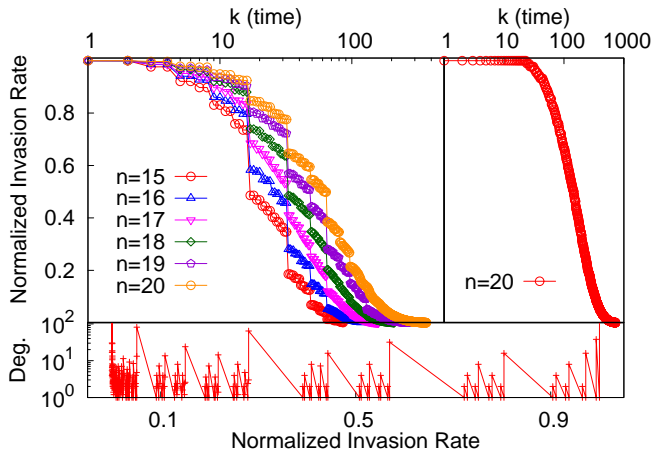 k (time)
k (time)
1 10 100
1 10 100 1000
Normalized Invasion Rate
0.8
0.6
0.4
0.2
n=15
n=16
n=17
n=18
n=19
n=20
n=20
Deg.
10²
10¹
10⁰
0.1 0.5 0.9
Normalized Invasion Rate